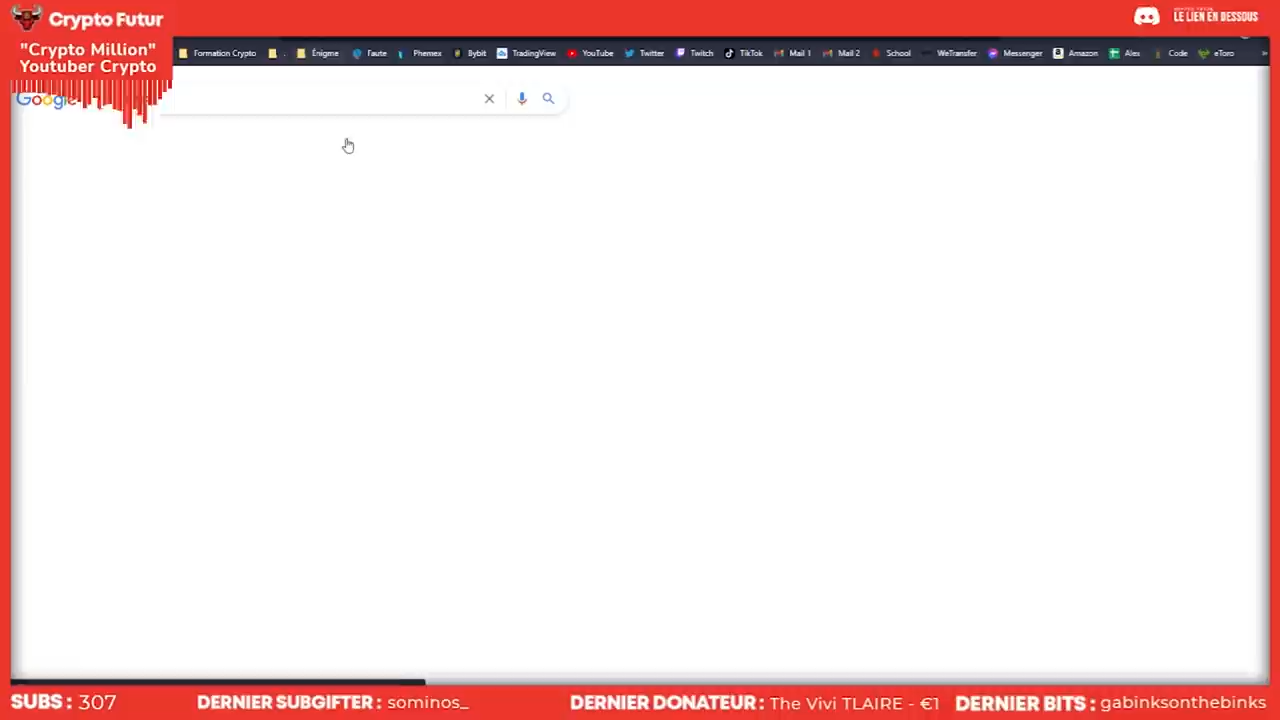 Crypto Futur
LE LIEN EN DESSOUS
"Crypto Million"
Youtuber Crypto
Formation Crypto . Énigme Faute Phemex Bybit TradingView YouTube Twitter Twitch TikTok Mail 1 Mail 2 School WeTransfer Messenger Amazon Alex Code eToro »
Google
SUBS : 307 DERNIER SUBGIFTER : sominos_ DERNIER DONATEUR : The Vivi TLAIRE - €1 DERNIER BITS : gabinksonthebinks